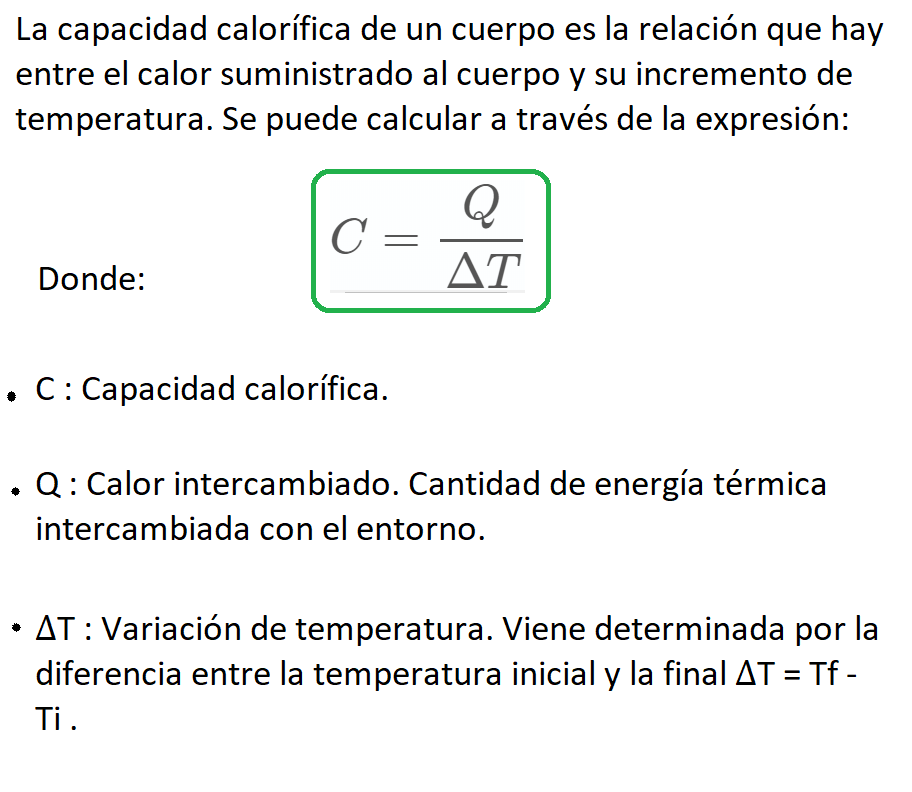 La capacidad calorífica de un cuerpo es la relación que hay
entre el calor suministrado al cuerpo y su incremento de
temperatura. Se puede calcular a través de la expresión:
C = Q / ΔT
Donde:
• C : Capacidad calorífica.
• Q : Calor intercambiado. Cantidad de energía térmica
intercambiada con el entorno.
• ΔT : Variación de temperatura. Viene determinada por la
diferencia entre la temperatura inicial y la final ΔT = Tf -
Ti .